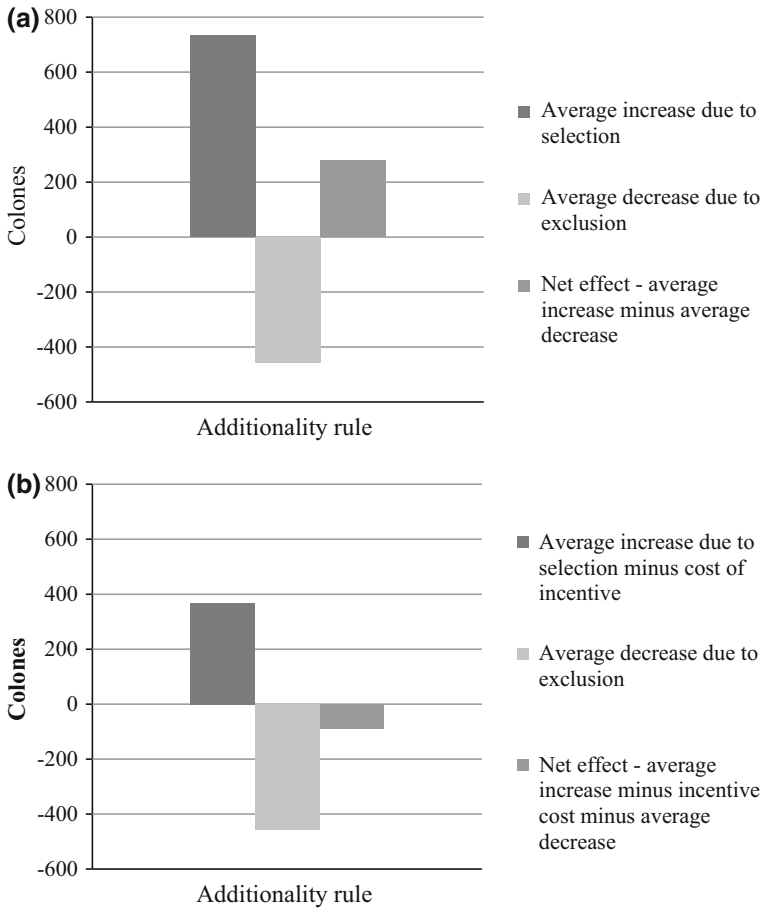 (a)
800
600
400
200
0
-200
-400
-600
Colones
Additionality rule
Average increase due to
selection
Average decrease due to
exclusion
Net effect - average
increase minus average
decrease
(b)
800
600
400
200
0
-200
-400
-600
Colones
Additionality rule
Average increase due to
selection minus cost of
incentive
Average decrease due to
exclusion
Net effect - average
increase minus incentive
cost minus average
decrease